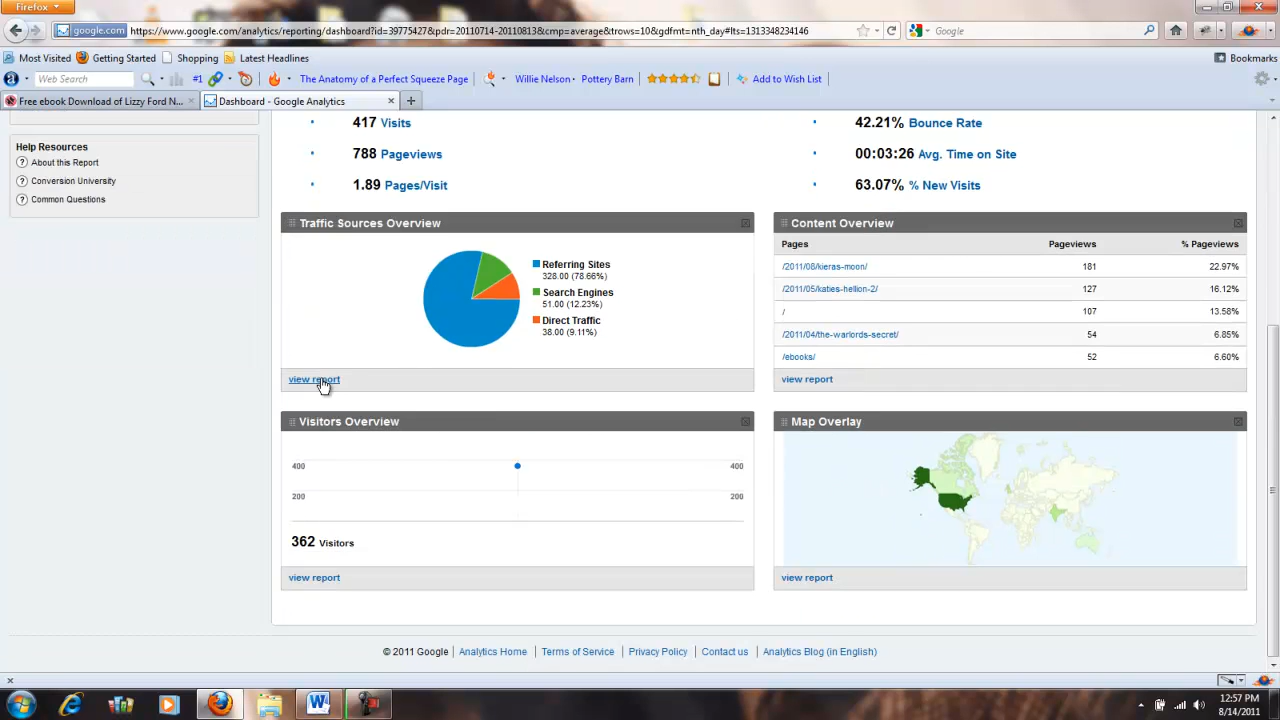 Firefox
google.com
https://www.google.com/analytics/reporting/dashboard?id=39775427&pdr=20110714-20110813&cmp=average&trows=10&gdfmt=nth_day#lts=1313348234146
Google
Most Visited
Getting Started
Shopping
Latest Headlines
Bookmarks
Web Search
#1
The Anatomy of a Perfect Squeeze Page
Willie Nelson
Pottery Barn
Add to Wish List
Free ebook Download of Lizzy Ford N...
Dashboard - Google Analytics
Help Resources
About this Report
Conversion University
Common Questions
417 Visits
788 Pageviews
1.89 Pages/Visit
42.21% Bounce Rate
00:03:26 Avg. Time on Site
63.07% % New Visits
Traffic Sources Overview
Referring Sites
328.00 (78.66%)
Search Engines
51.00 (12.23%)
Direct Traffic
38.00 (9.11%)
view report
Content Overview
Pages Pageviews % Pageviews
/2011/08/kieras-moon/ 181 22.97%
/2011/05/katies-hellion-2/ 127 16.12%
/ 107 13.58%
/2011/04/the-warlords-secret/ 54 6.85%
/ebooks/ 52 6.60%
view report
Visitors Overview
400 400
200 200
362 Visitors
view report
Map Overlay
view report
© 2011 Google
Analytics Home
Terms of Service
Privacy Policy
Contact us
Analytics Blog (in English)
12:57 PM
8/14/2011